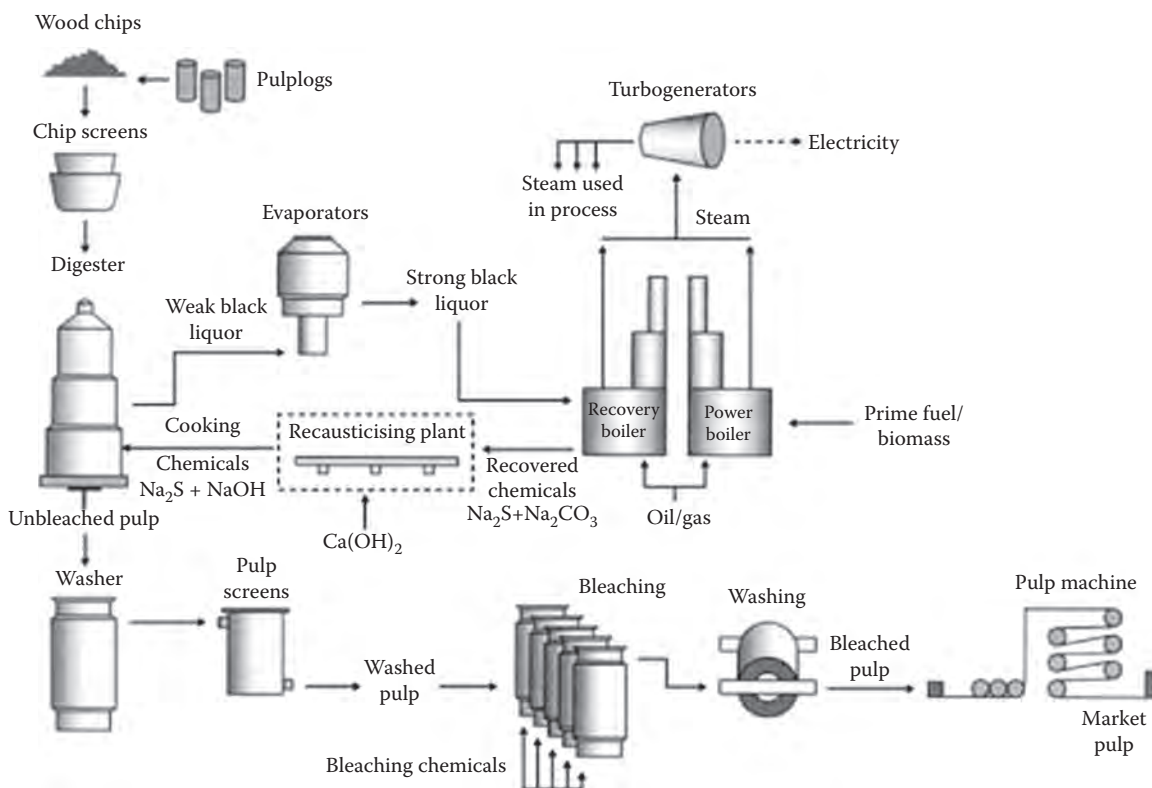 Wood chips
Pulplogs
Chip screens
Digester
Evaporators
Weak black
liquor
Strong black
liquor
Turbogenerators
Electricity
Steam used
in process
Steam
Recovery
boiler
Power
boiler
Prime fuel/
biomass
Oil/gas
Cooking
Chemicals
Na₂S + NaOH
Recausticising plant
Ca(OH)₂
Recovered
chemicals
Na₂S+Na₂CO₃
Unbleached pulp
Washer
Pulp
screens
Washed
pulp
Bleaching
Bleaching chemicals
Washing
Bleached
pulp
Pulp machine
Market
pulp